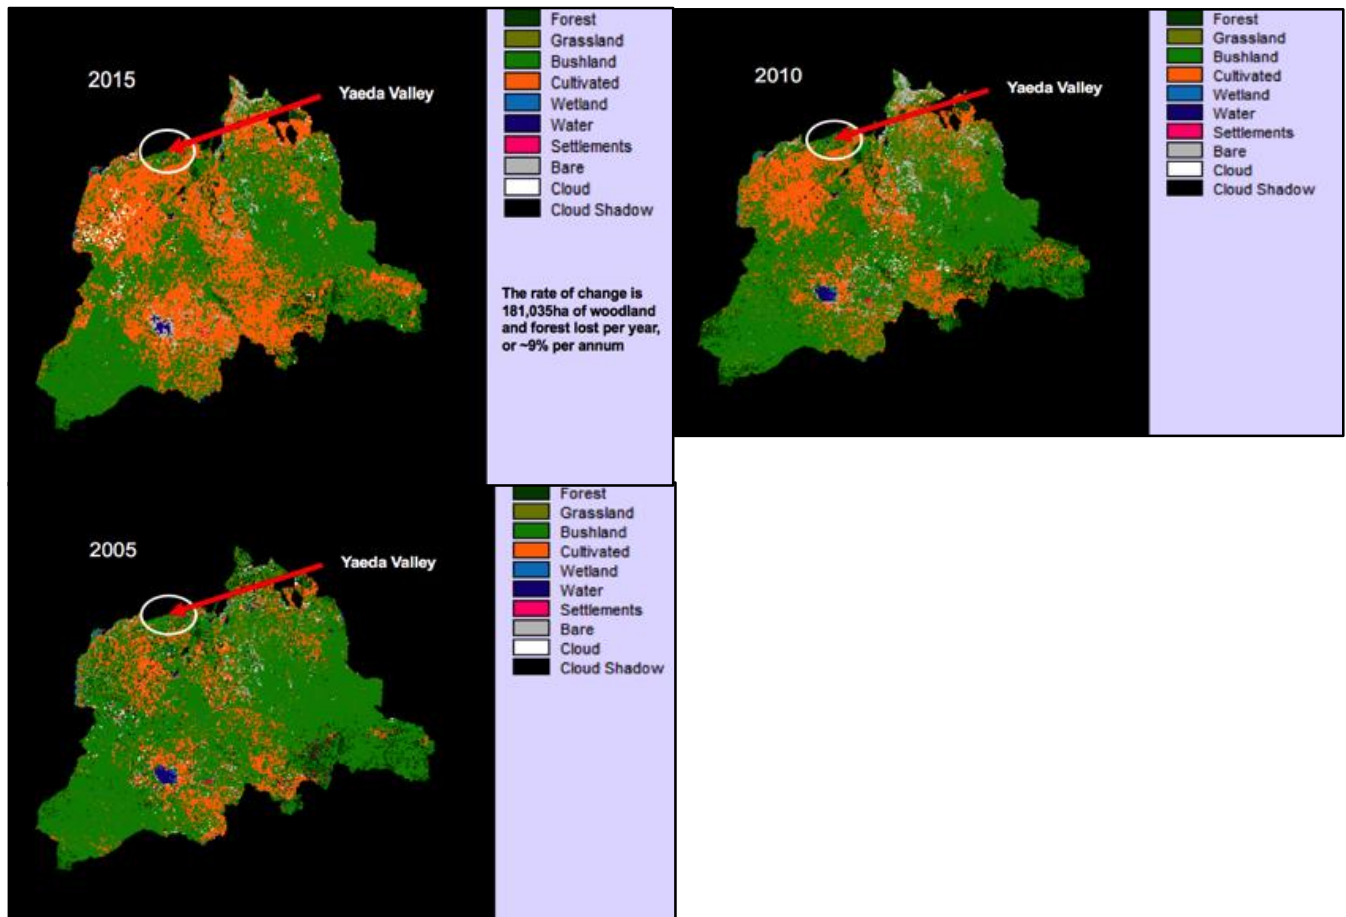 2015
Yaeda Valley
Forest
Grassland
Bushland
Cultivated
Wetland
Water
Settlements
Bare
Cloud
Cloud Shadow
The rate of change is
181,035ha of woodland
and forest lost per year,
or ~9% per annum
2010
Yaeda Valley
Forest
Grassland
Bushland
Cultivated
Wetland
Water
Settlements
Bare
Cloud
Cloud Shadow
2005
Yaeda Valley
Forest
Grassland
Bushland
Cultivated
Wetland
Water
Settlements
Bare
Cloud
Cloud Shadow